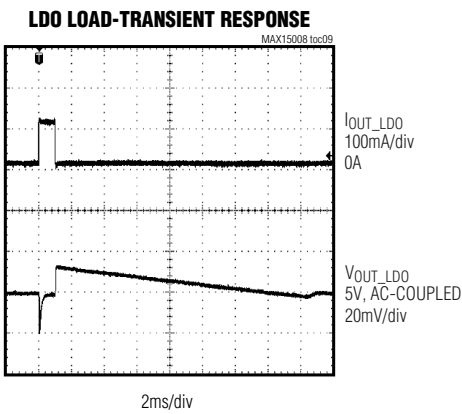 LDO LOAD-TRANSIENT RESPONSE
MAX15008 toc09
T
IOUT_LDO
100mA/div
0A
VOUT_LDO
5V, AC-COUPLED
20mV/div
2ms/div